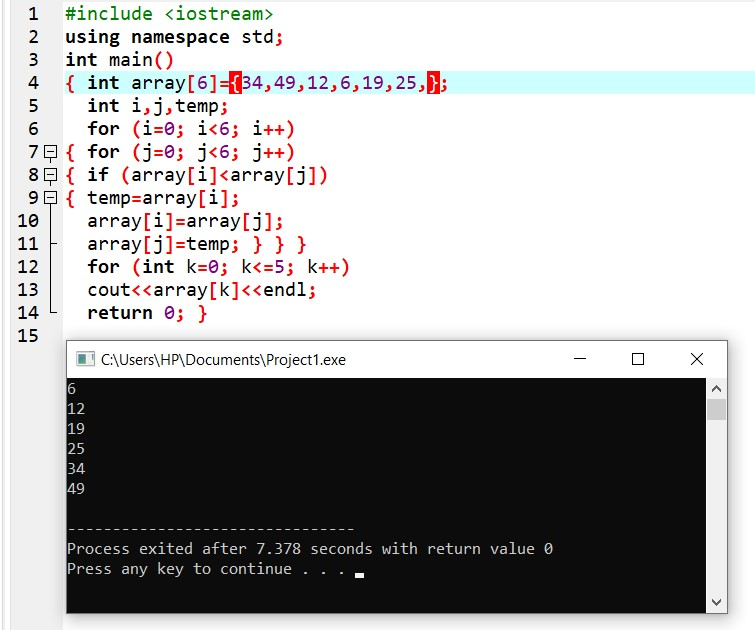 1 #include <iostream>
2 using namespace std;
3 int main()
4 { int array[6]={34,49,12,6,19,25,};
5 int i,j,temp;
6 for (i=0; i<6; i++)
7 { for (j=0; j<6; j++)
8 { if (array[i]<array[j])
9 { temp=array[i];
10 array[i]=array[j];
11 array[j]=temp; } } }
12 for (int k=0; k<=5; k++)
13 cout<<array[k]<<endl;
14 return 0; }
15
C:\Users\HP\Documents\Project1.exe
6
12
19
25
34
49
--------------------------------
Process exited after 7.378 seconds with return value 0
Press any key to continue . . .